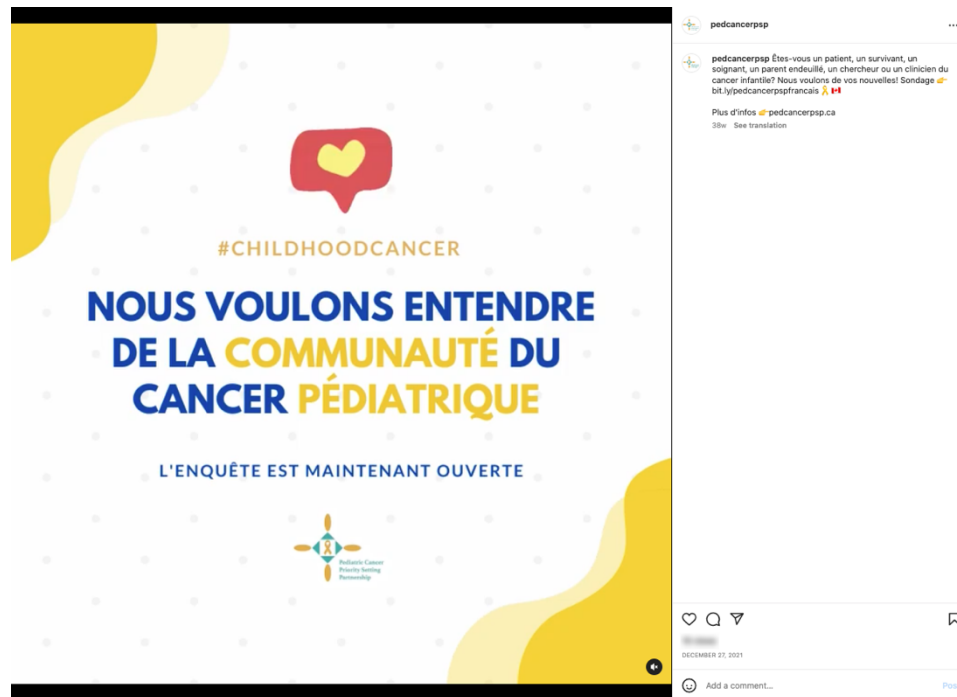 #CHILDHOODCANCER
NOUS VOULONS ENTENDRE
DE LA COMMUNAUTÉ DU
CANCER PÉDIATRIQUE
L'ENQUÊTE EST MAINTENANT OUVERTE
Pediatric Cancer
Priority Setting
Partnership
pedcancerpsp
pedcancerpsp Êtes-vous un patient, un survivant, un
soignant, un parent endeuillé, un chercheur ou un clinicien du
cancer infantile? Nous voulons de vos nouvelles! Sondage 👉
bit.ly/pedcancerpspfrancais 🎗 🇨🇦
Plus d'infos 👉pedcancerpsp.ca
38w See translation
DECEMBER 27, 2021
Add a comment...